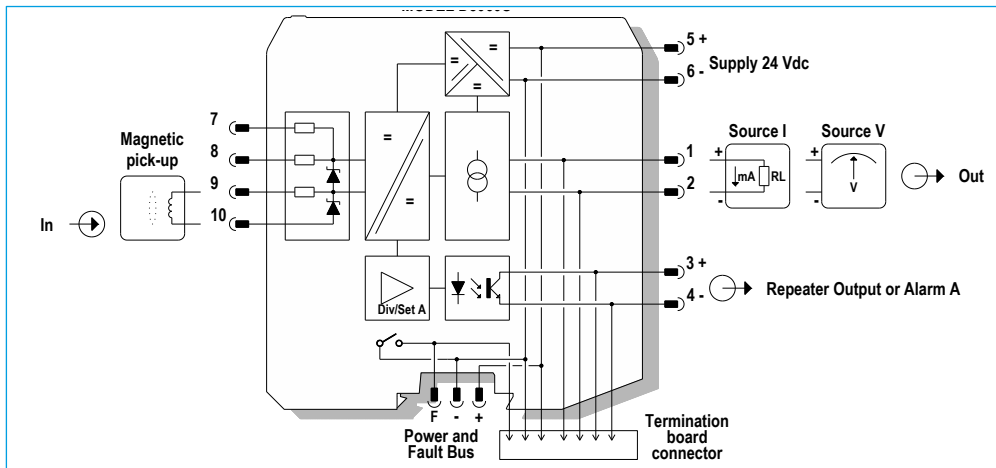 5 +
Supply 24 Vdc
6 -
=
=
=
7
8
9
10
Magnetic
pick-up
In
=
=
1
2
Source I
Source V
+
-
mA
RL
+
-
V
Out
3 +
4 -
Repeater Output or Alarm A
Div/Set A
F
-
+
Power and
Fault Bus
Termination
board
connector